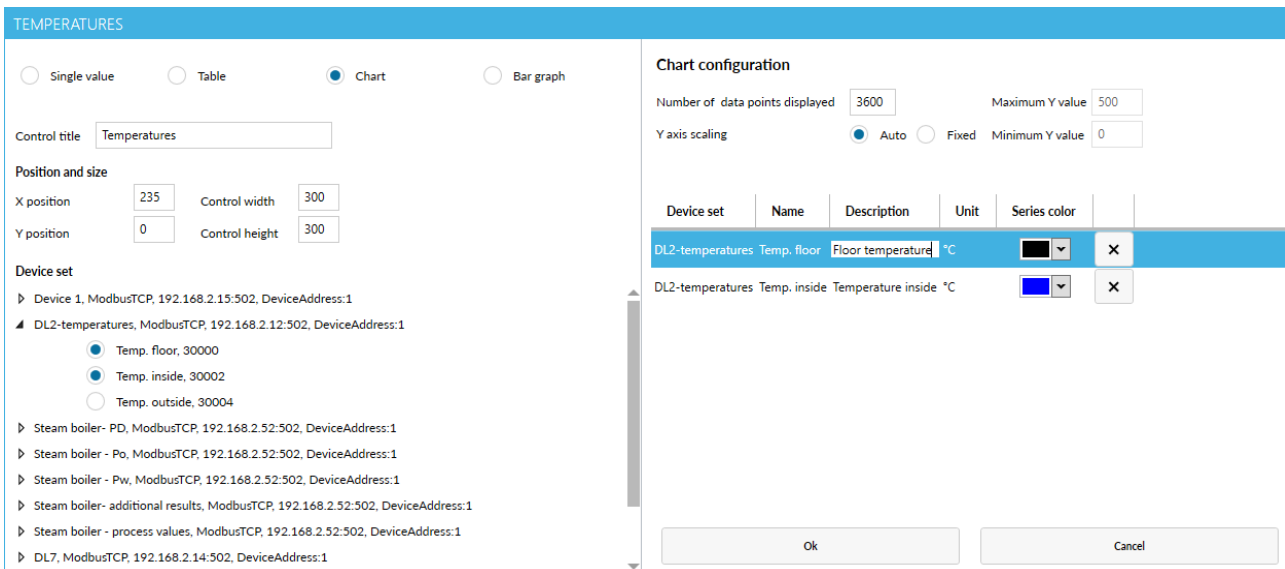 TEMPERATURES
Single value Table Chart Bar graph
Control title Temperatures
Position and size
X position 235 Control width 300
Y position 0 Control height 300
Device set
Device 1, ModbusTCP, 192.168.2.15:502, DeviceAddress:1
DL2-temperatures, ModbusTCP, 192.168.2.12:502, DeviceAddress:1
Temp. floor, 30000
Temp. inside, 30002
Temp. outside, 30004
Steam boiler- PD, ModbusTCP, 192.168.2.52:502, DeviceAddress:1
Steam boiler - Po, ModbusTCP, 192.168.2.52:502, DeviceAddress:1
Steam boiler - Pw, ModbusTCP, 192.168.2.52:502, DeviceAddress:1
Steam boiler- additional results, ModbusTCP, 192.168.2.52:502, DeviceAddress:1
Steam boiler - process values, ModbusTCP, 192.168.2.52:502, DeviceAddress:1
DL7, ModbusTCP, 192.168.2.14:502, DeviceAddress:1
Chart configuration
Number of data points displayed 3600 Maximum Y value 500
Y axis scaling Auto Fixed Minimum Y value 0
Device set Name Description Unit Series color
DL2-temperatures Temp. floor Floor temperature °C
DL2-temperatures Temp. inside Temperature inside °C
Ok Cancel